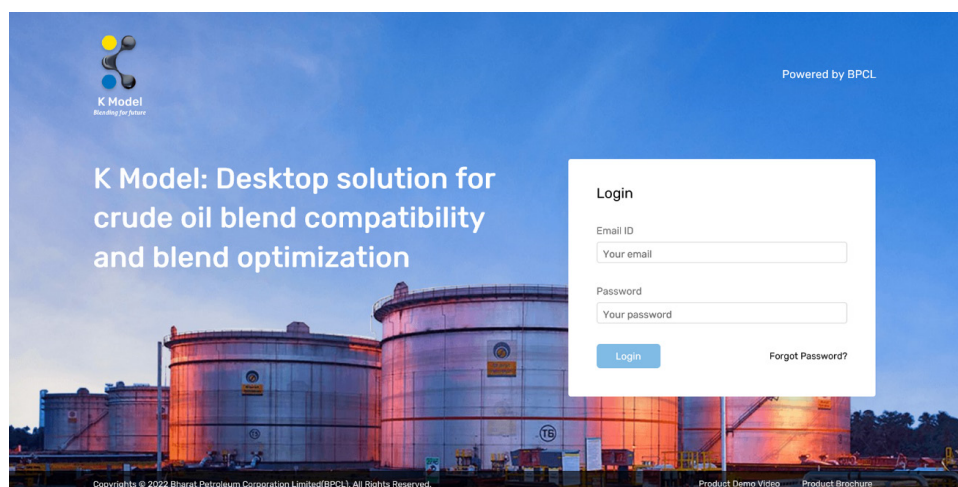 K Model
Blending for future
Powered by BPCL
K Model: Desktop solution for
crude oil blend compatibility
and blend optimization
Login
Email ID
Your email
Password
Your password
Login
Forgot Password?
ТБ
Copyrights © 2022 Bharat Petroleum Corporation Limited(BPCL). All Rights Reserved.
Product Demo Video
Product Brochure